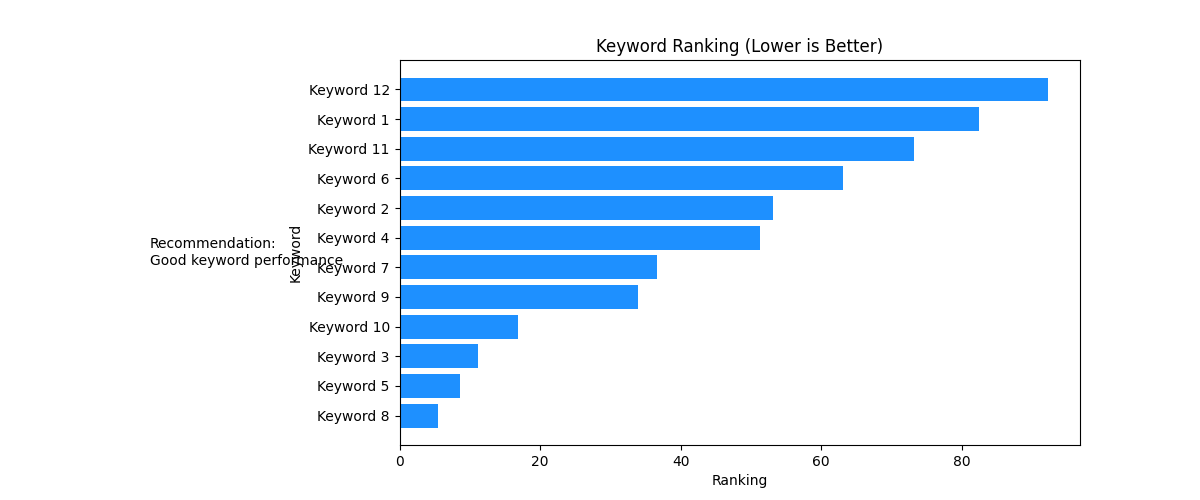 Keyword Ranking (Lower is Better)
Keyword 12
Keyword 1
Keyword 11
Keyword 6
Keyword 2
Keyword 4
Keyword 7
Keyword 9
Keyword 10
Keyword 3
Keyword 5
Keyword 8
Keyword
Recommendation:
Good keyword performance
0 20 40 60 80
Ranking